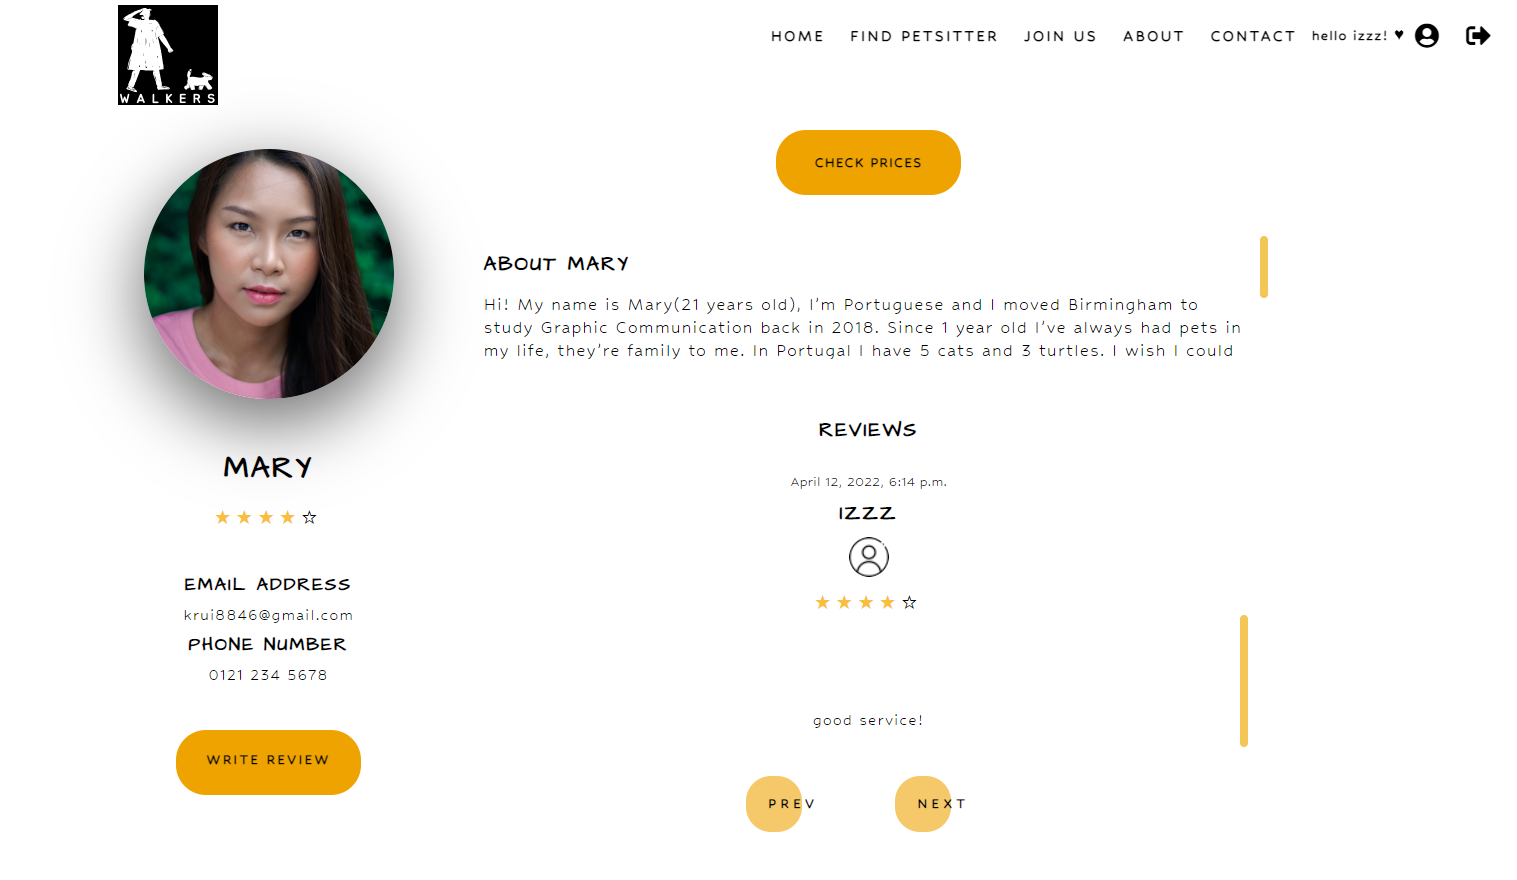 WALKERS
HOME FIND PETSITTER JOIN US ABOUT CONTACT hello izzz! ♥
CHECK PRICES
MARY
★ ★ ★ ★ ☆
EMAIL ADDRESS
krui8846@gmail.com
PHONE NUMBER
0121 234 5678
WRITE REVIEW
ABOUT MARY
Hi! My name is Mary(21 years old), I’m Portuguese and I moved Birmingham to
study Graphic Communication back in 2018. Since 1 year old I’ve always had pets in
my life, they’re family to me. In Portugal I have 5 cats and 3 turtles. I wish I could
REVIEWS
April 12, 2022, 6:14 p.m.
IZZZ
★ ★ ★ ★ ☆
good service!
PREV NEXT